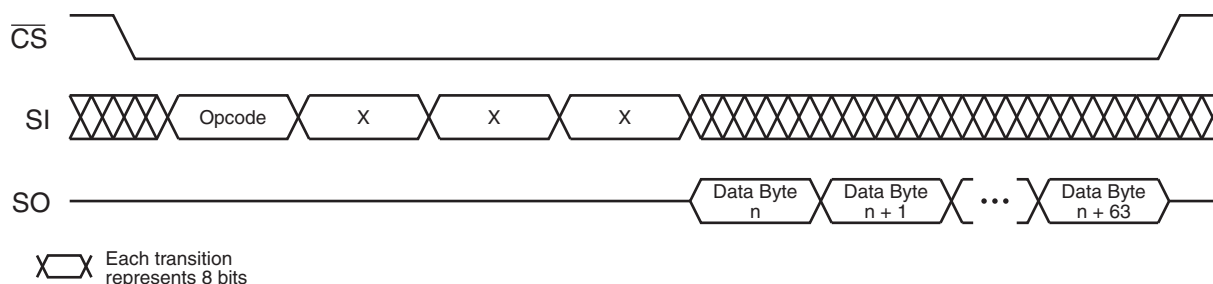 CS
SI
Opcode
X
X
X
SO
Data Byte
n
Data Byte
n + 1
•••
Data Byte
n + 63
Each transition
represents 8 bits